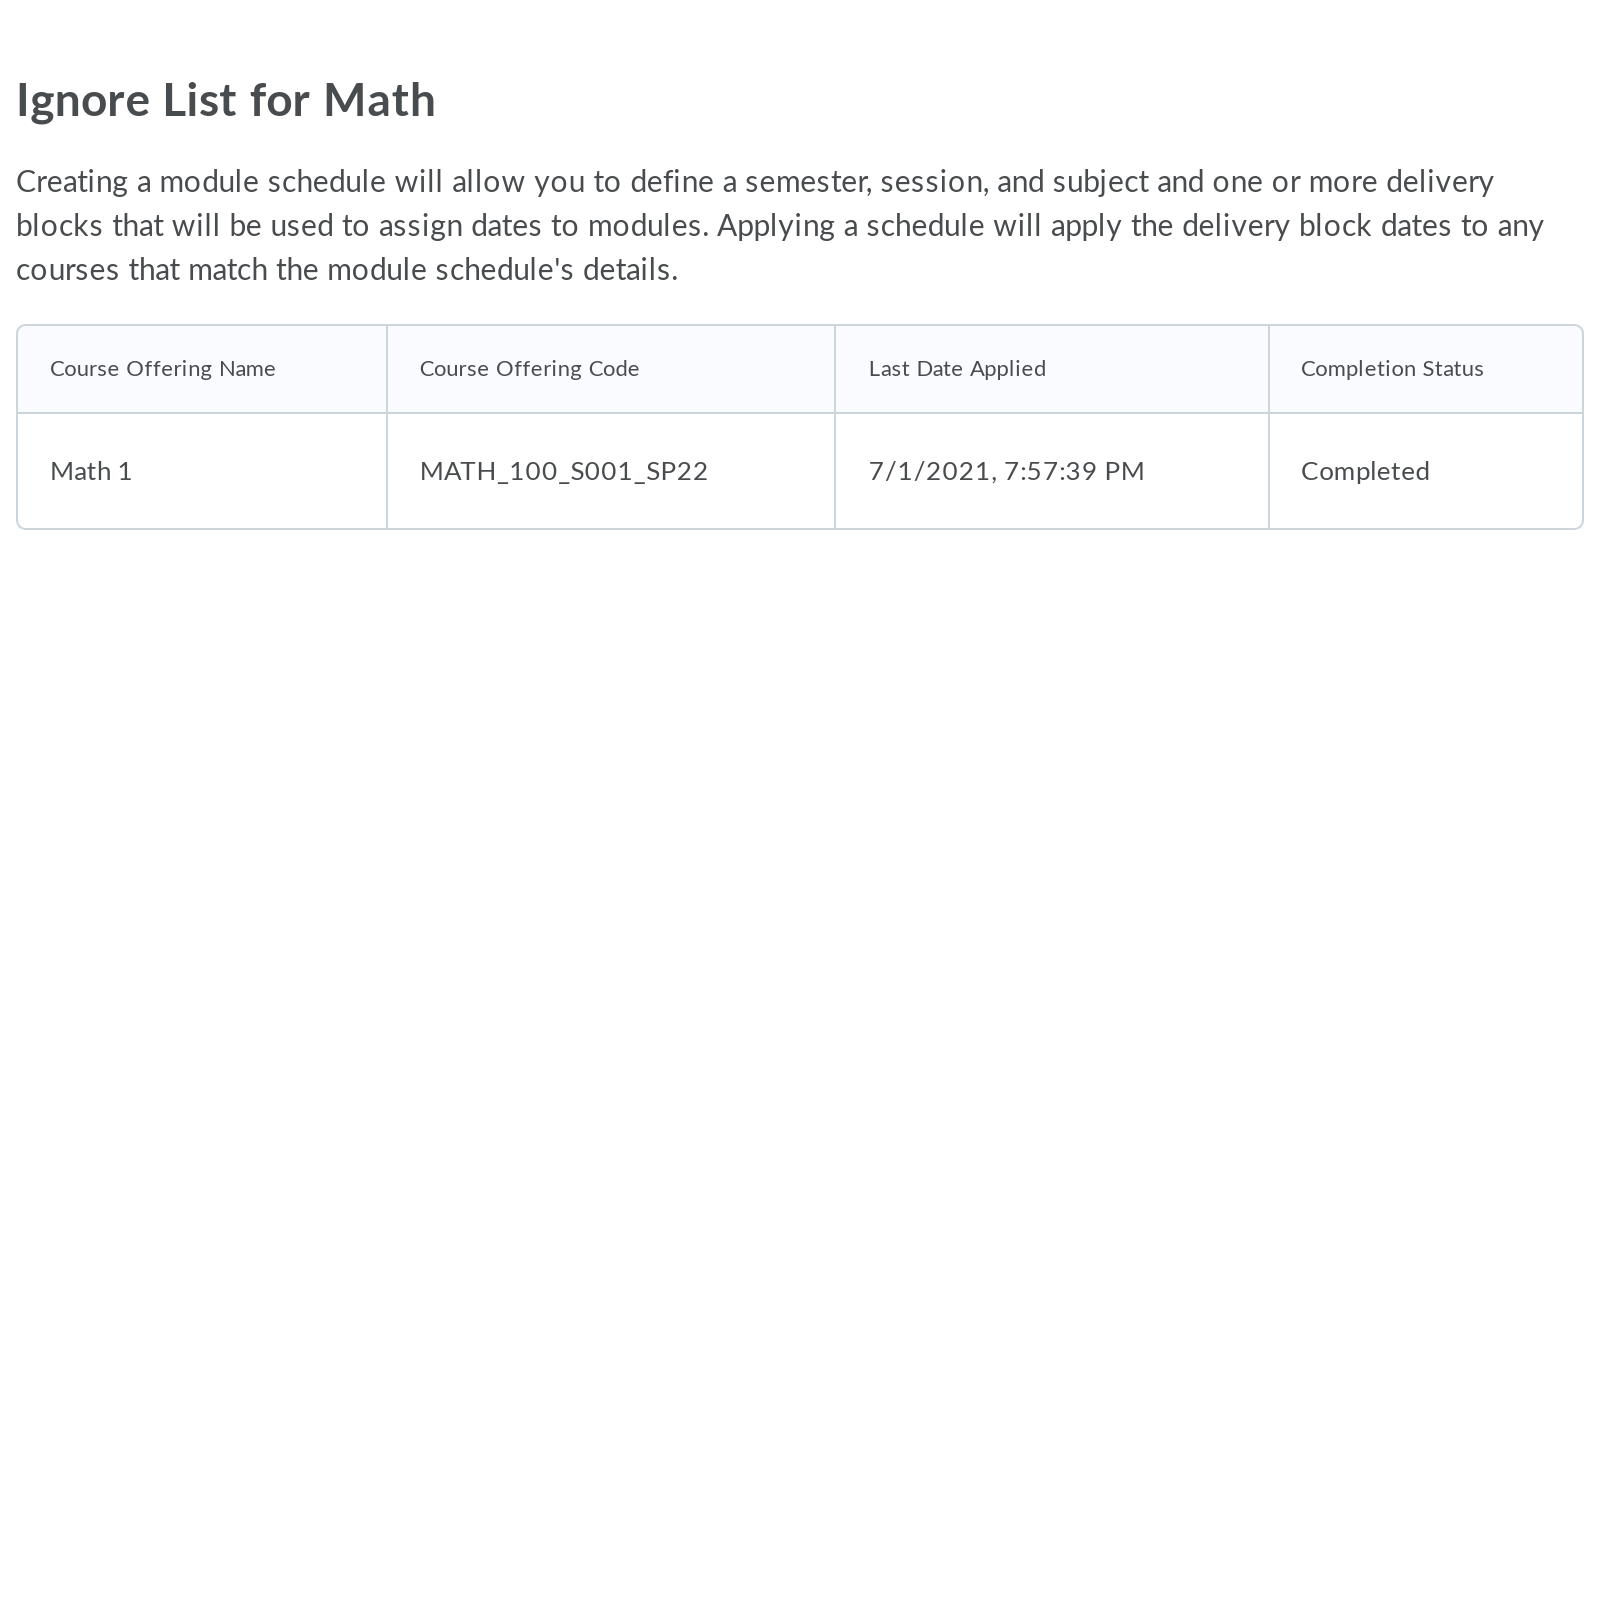 Ignore List for Math
Creating a module schedule will allow you to define a semester, session, and subject and one or more delivery
blocks that will be used to assign dates to modules. Applying a schedule will apply the delivery block dates to any
courses that match the module schedule's details.
Course Offering Name Course Offering Code Last Date Applied Completion Status
Math 1 MATH_100_S001_SP22 7/1/2021, 7:57:39 PM Completed